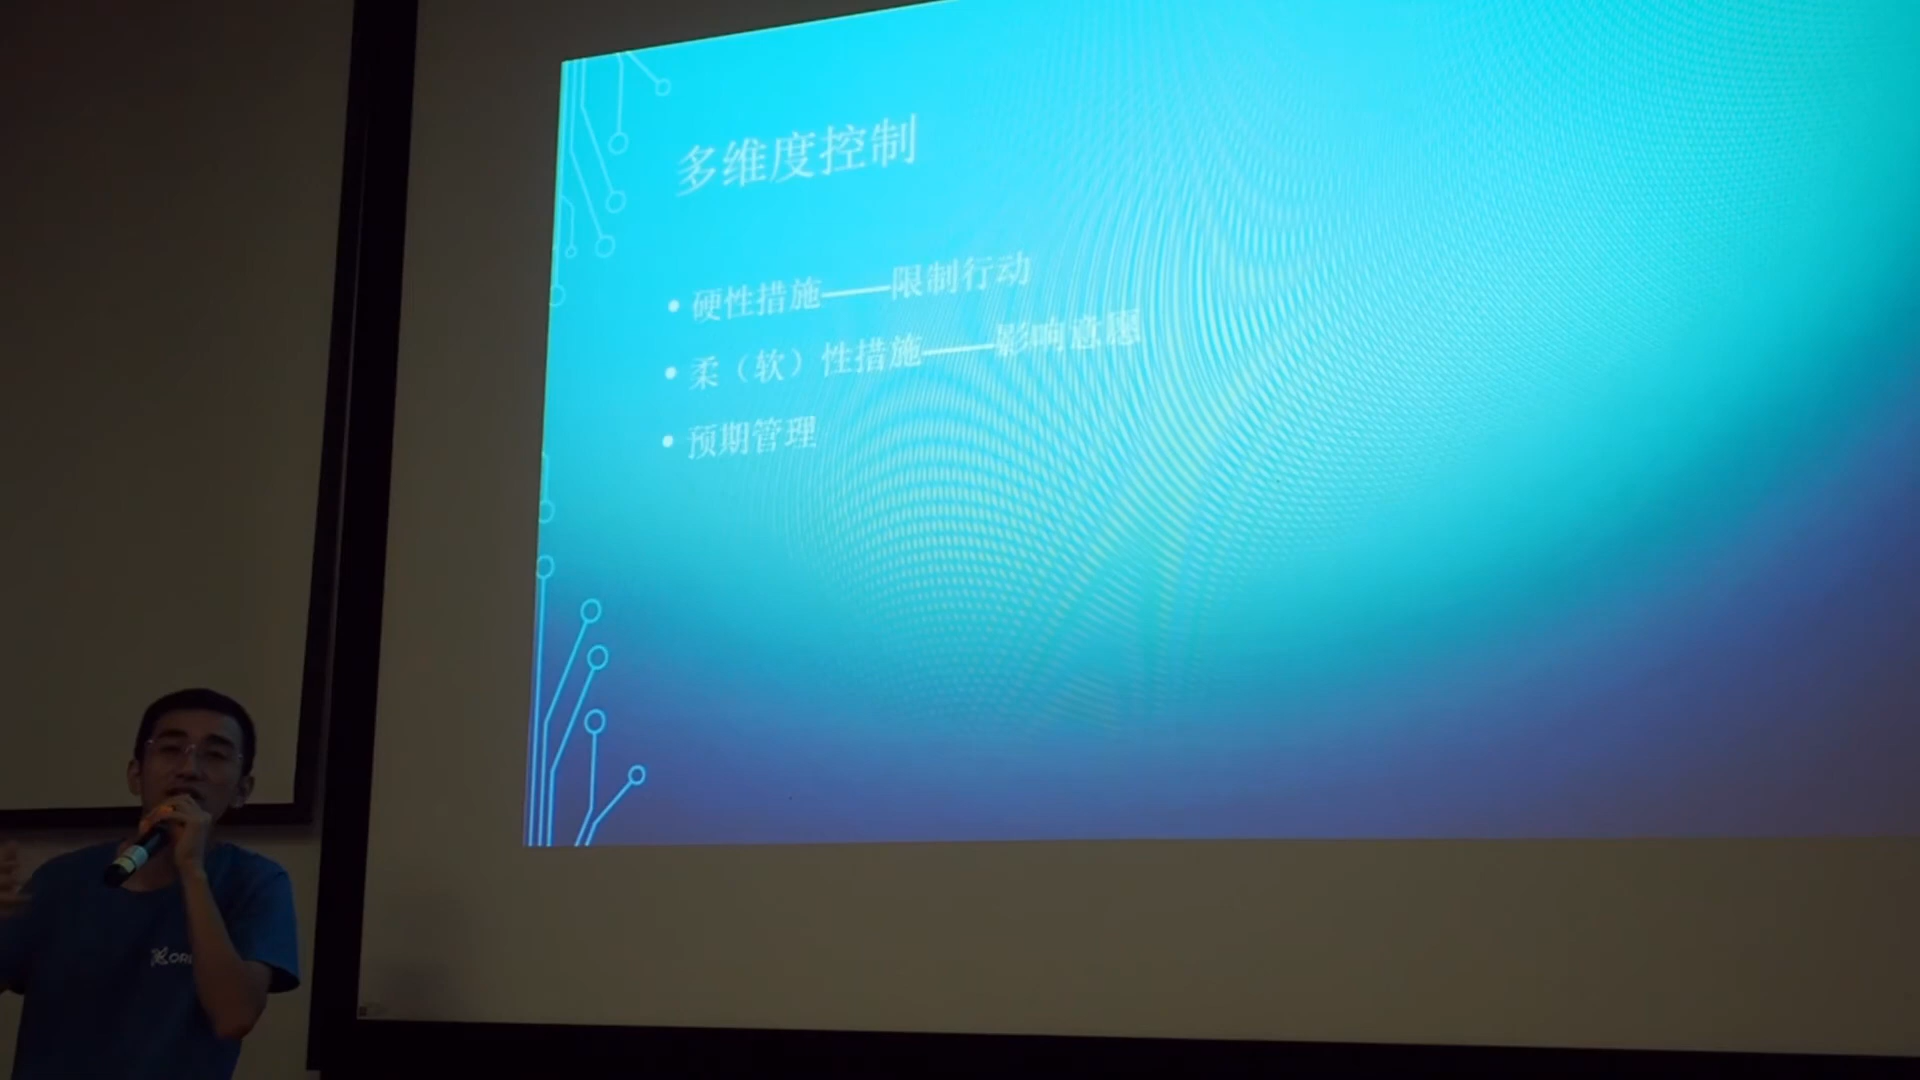 多维度控制
• 硬性措施——限制行动
• 柔（软）性措施——影响意愿
• 预期管理